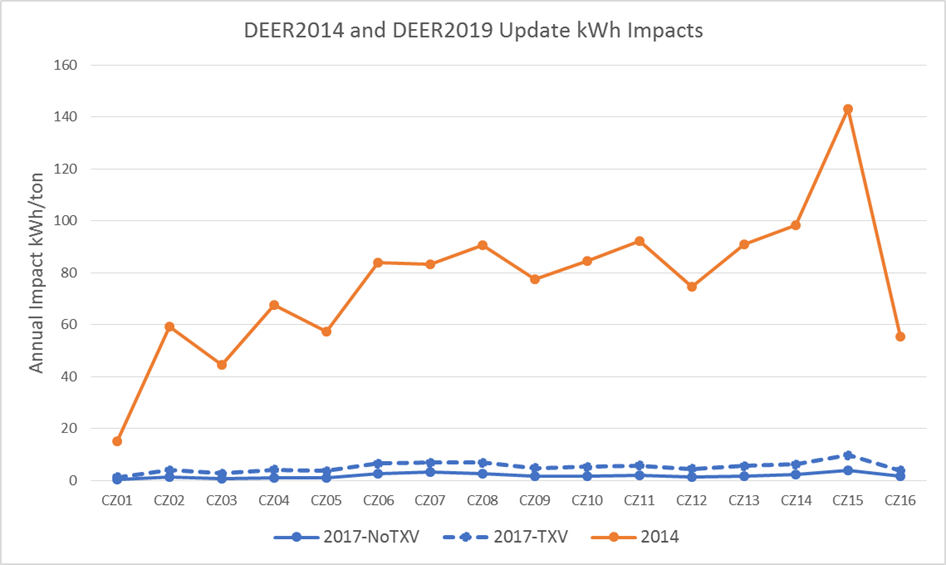 DEER2014 and DEER2019 Update kWh Impacts
Annual Impact kWh/ton
160
140
120
100
80
60
40
20
0
CZ01 CZ02 CZ03 CZ04 CZ05 CZ06 CZ07 CZ08 CZ09 CZ10 CZ11 CZ12 CZ13 CZ14 CZ15 CZ16
2017-NoTXV 2017-TXV 2014